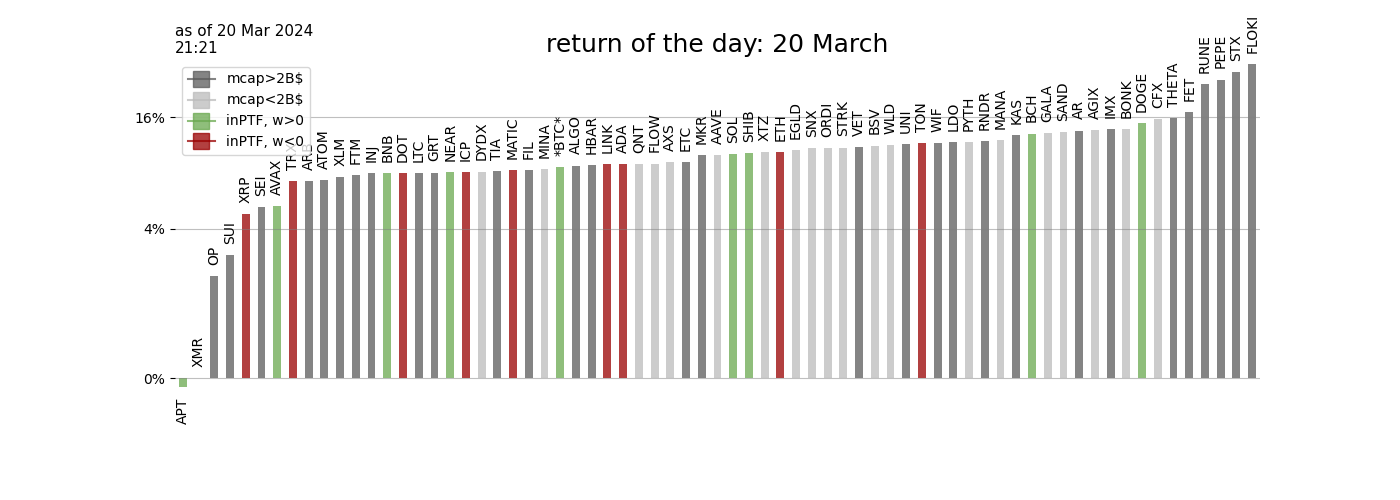 as of 20 Mar 2024
21:21
return of the day: 20 March
mcap>2B$
mcap<2B$
inPTF, w>0
inPTF, w<0
16%
4%
0%
APT
XMR
OP
SUI
XRP
SEI
AVAX
TRX
ARB
ATOM
XLM
FTM
INJ
BNB
DOT
LTC
GRT
NEAR
ICP
DYDX
TIA
MATIC
FIL
MINA
*BTC*
ALGO
HBAR
LINK
ADA
QNT
FLOW
AXS
ETC
MKR
AAVE
SOL
SHIB
XTZ
ETH
EGLD
SNX
ORDI
STRK
VET
BSV
WLD
UNI
TON
WIF
LDO
PYTH
RNDR
MANA
KAS
BCH
GALA
SAND
AR
AGIX
IMX
BONK
DOGE
CFX
THETA
FET
RUNE
PEPE
STX
FLOKI